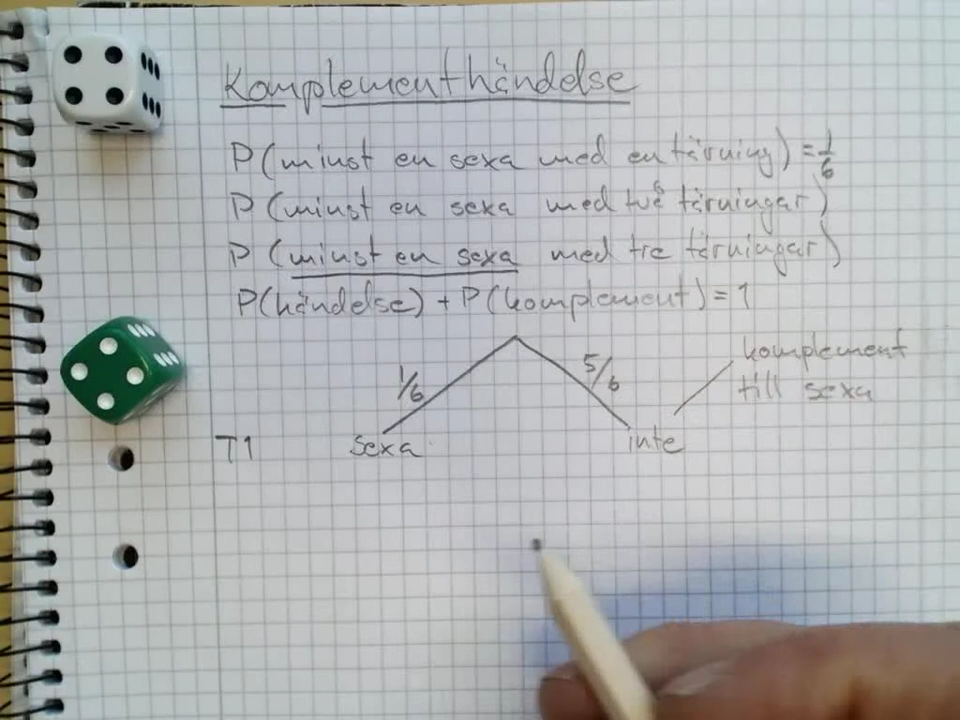 Komplementhändelse
P(minst en sexa med en tärning) = 1/6
P(minst en sexa med två tärningar)
P(minst en sexa med tre tärningar)
P(händelse) + P(komplement) = 1
1/6 5/6 komplement
till sexa
T1 Sexa inte